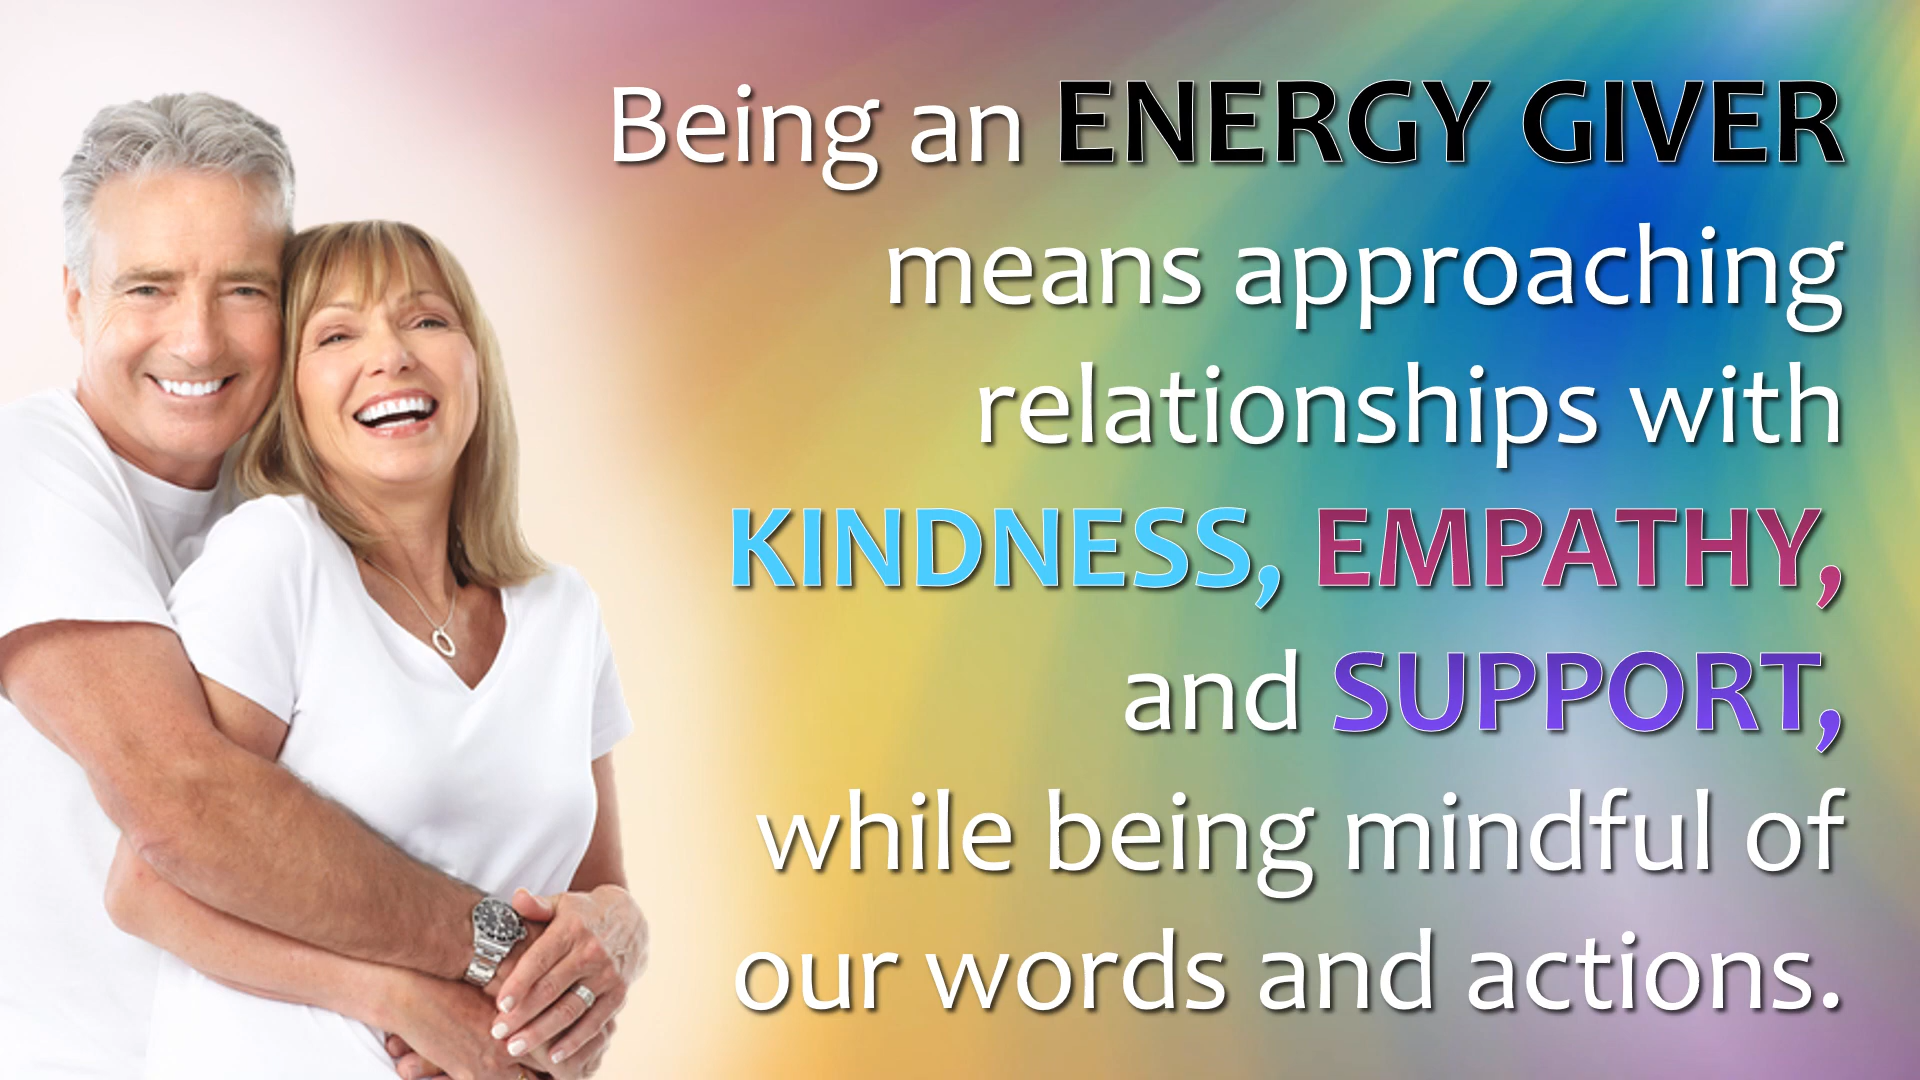 Being an ENERGY GIVER
means approaching
relationships with
KINDNESS, EMPATHY,
and SUPPORT,
while being mindful of
our words and actions.